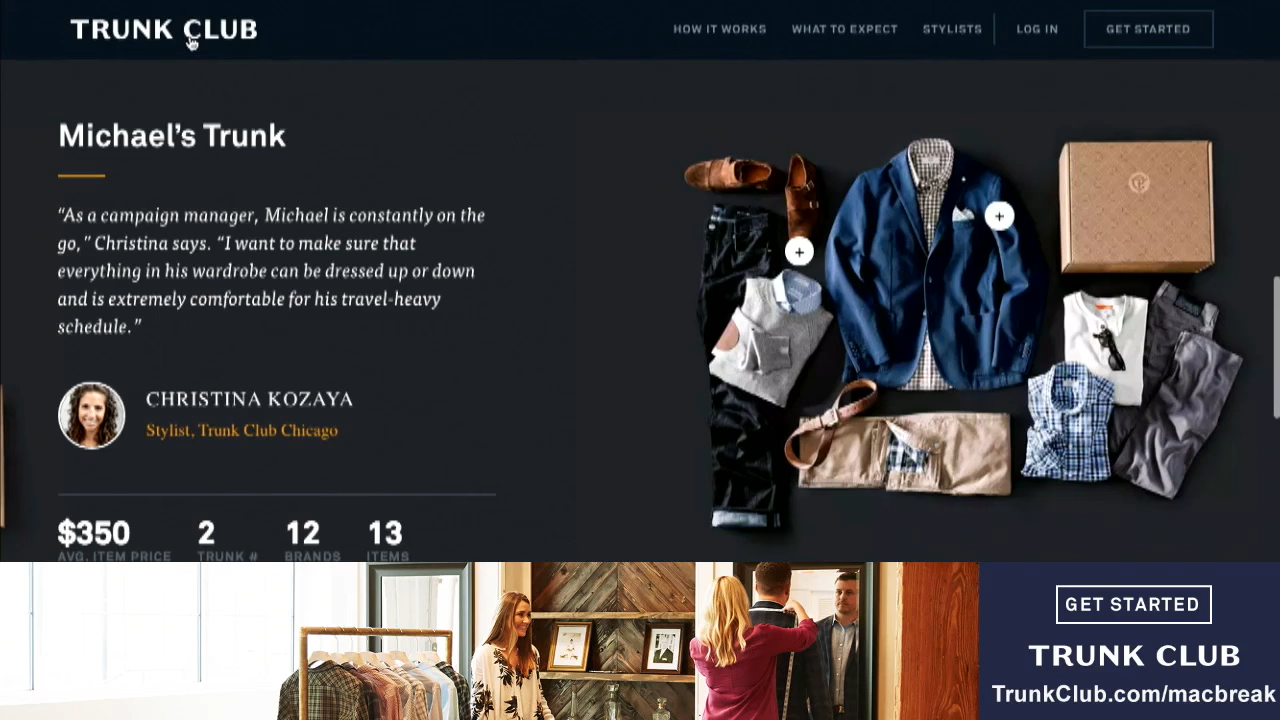 TRUNK CLUB
HOW IT WORKS
WHAT TO EXPECT
STYLISTS
LOG IN
GET STARTED
Michael’s Trunk
“As a campaign manager, Michael is constantly on the
go,” Christina says. “I want to make sure that
everything in his wardrobe can be dressed up or down
and is extremely comfortable for his travel-heavy
schedule.”
CHRISTINA KOZAYA
Stylist, Trunk Club Chicago
$350
AVG. ITEM PRICE
2
TRUNK #
12
BRANDS
13
ITEMS
GET STARTED
TRUNK CLUB
TrunkClub.com/macbreak